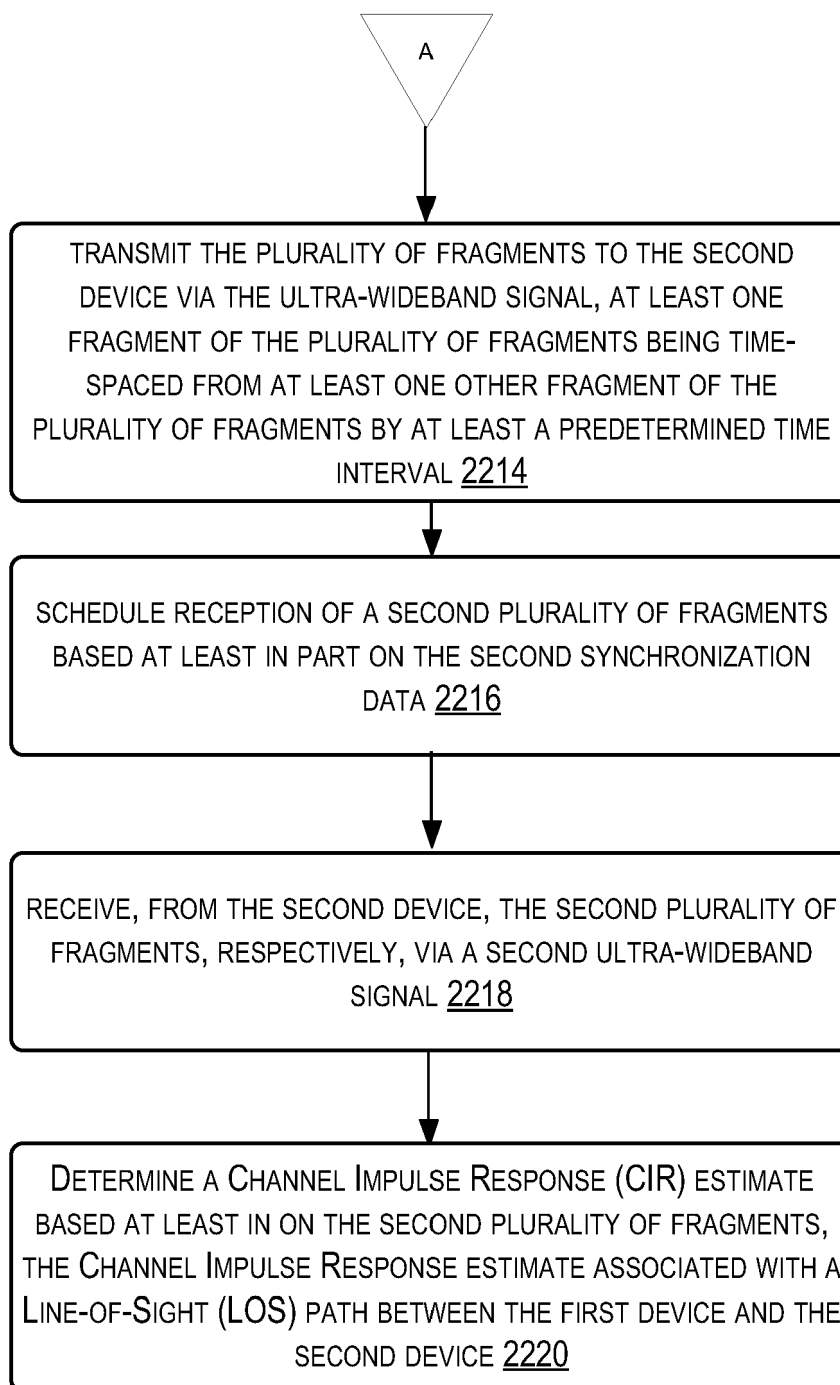 A
TRANSMIT THE PLURALITY OF FRAGMENTS TO THE SECOND
DEVICE VIA THE ULTRA-WIDEBAND SIGNAL, AT LEAST ONE
FRAGMENT OF THE PLURALITY OF FRAGMENTS BEING TIME-
SPACED FROM AT LEAST ONE OTHER FRAGMENT OF THE
PLURALITY OF FRAGMENTS BY AT LEAST A PREDETERMINED TIME
INTERVAL 2214
SCHEDULE RECEPTION OF A SECOND PLURALITY OF FRAGMENTS
BASED AT LEAST IN PART ON THE SECOND SYNCHRONIZATION
DATA 2216
RECEIVE, FROM THE SECOND DEVICE, THE SECOND PLURALITY OF
FRAGMENTS, RESPECTIVELY, VIA A SECOND ULTRA-WIDEBAND
SIGNAL 2218
DETERMINE A CHANNEL IMPULSE RESPONSE (CIR) ESTIMATE
BASED AT LEAST IN ON THE SECOND PLURALITY OF FRAGMENTS,
THE CHANNEL IMPULSE RESPONSE ESTIMATE ASSOCIATED WITH A
LINE-OF-SIGHT (LOS) PATH BETWEEN THE FIRST DEVICE AND THE
SECOND DEVICE 2220